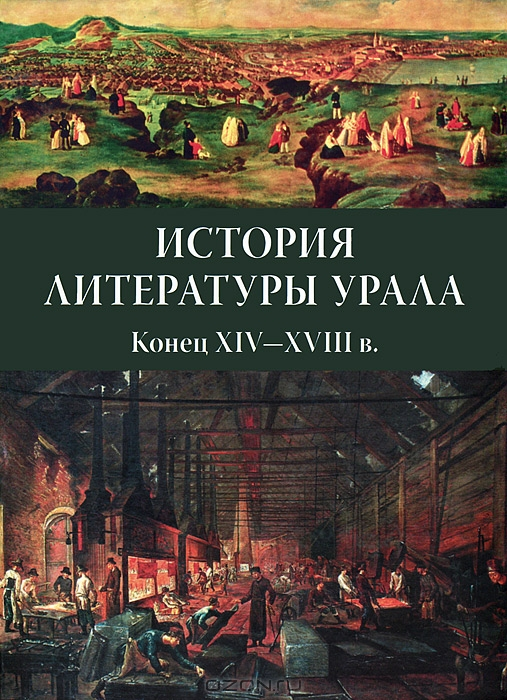 ИСТОРИЯ
ЛИТЕРАТУРЫ УРАЛА
Конец XIV—XVIII в.
ozon.ru